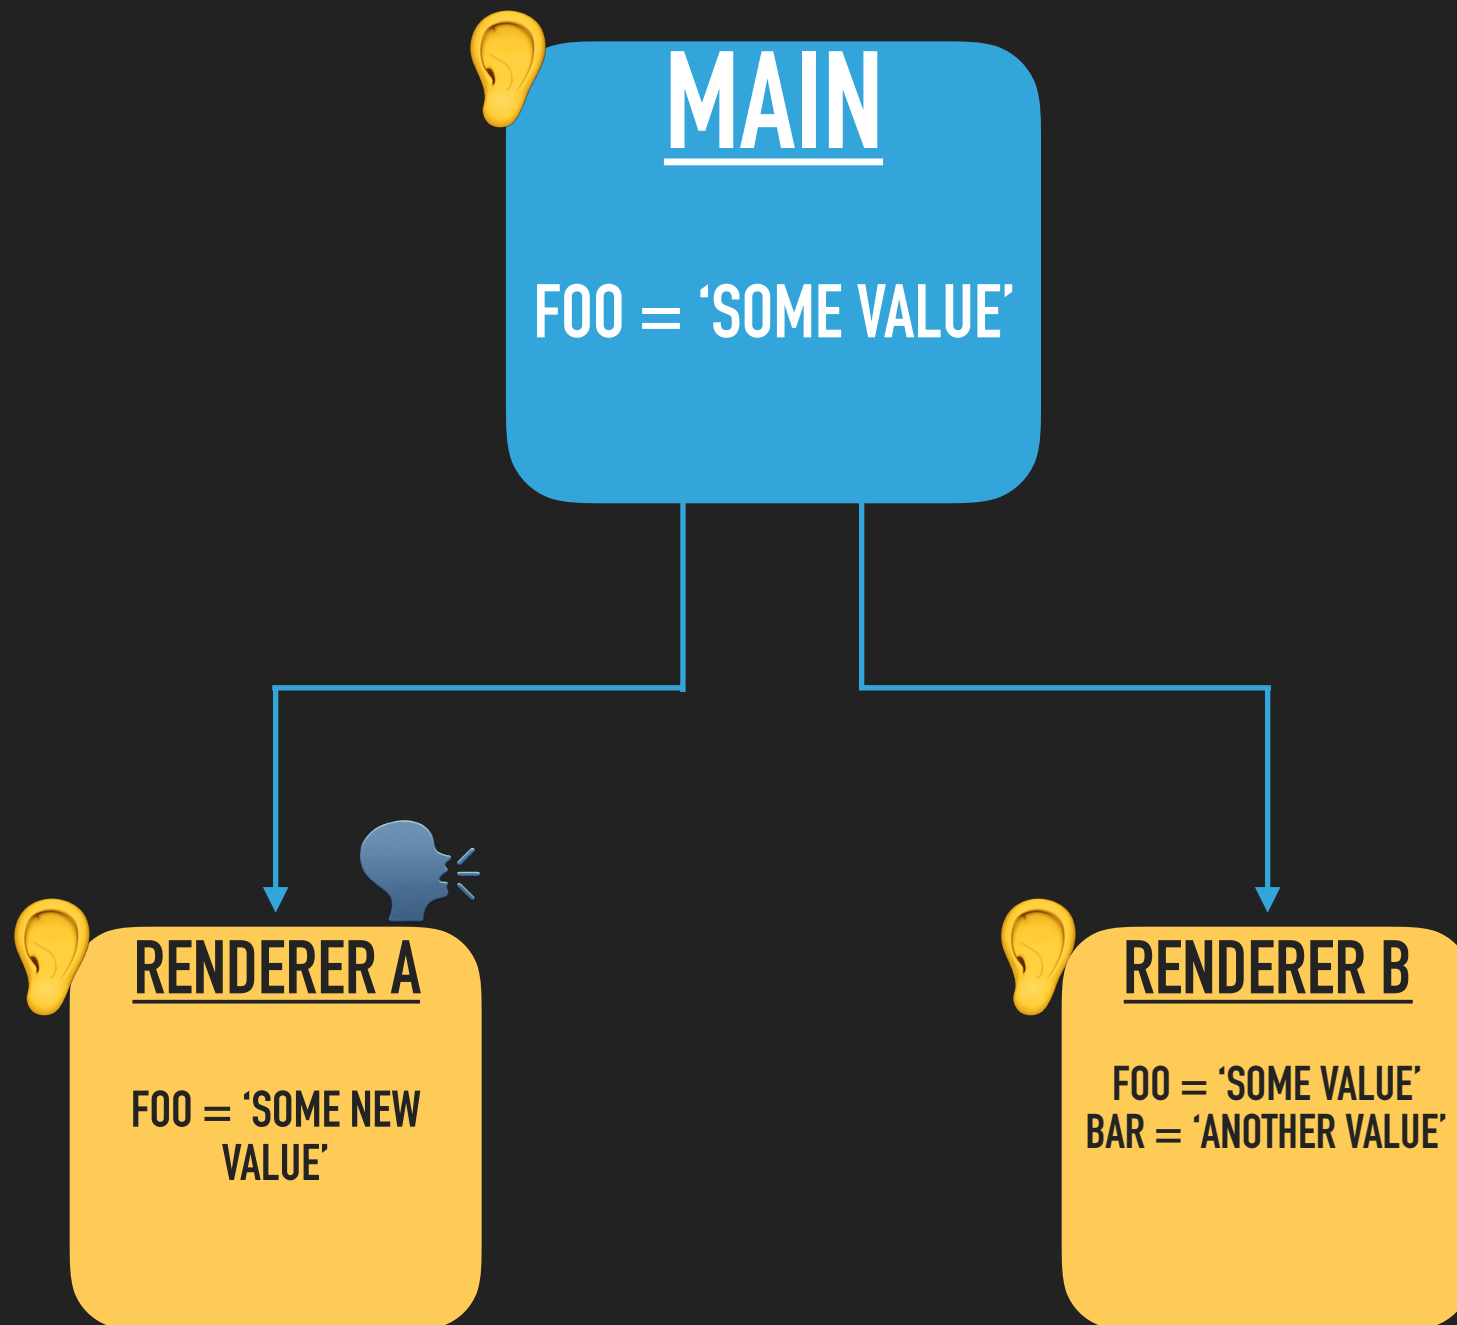 MAIN
FOO = ‘SOME VALUE’
RENDERER A
FOO = ‘SOME NEW
VALUE’
RENDERER B
FOO = ‘SOME VALUE’
BAR = ‘ANOTHER VALUE’